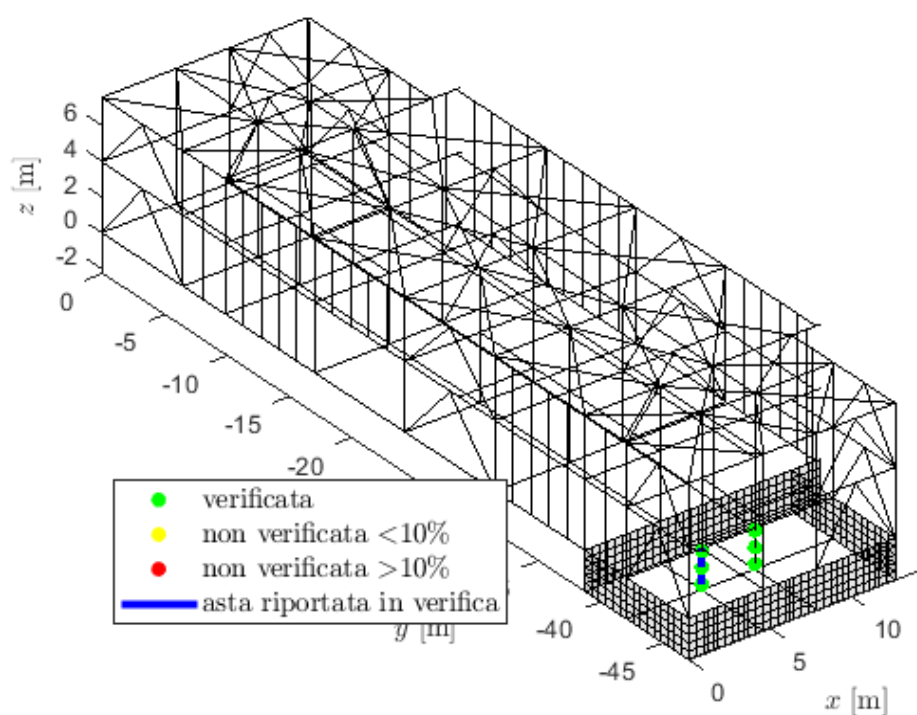 6
4
2
0
-2
z [m]
0
-5
-10
-15
-20
verificata
non verificata <10%
non verificata >10%
asta riportata in verifica
y [m]
-40
-45
0
5
10
x [m]